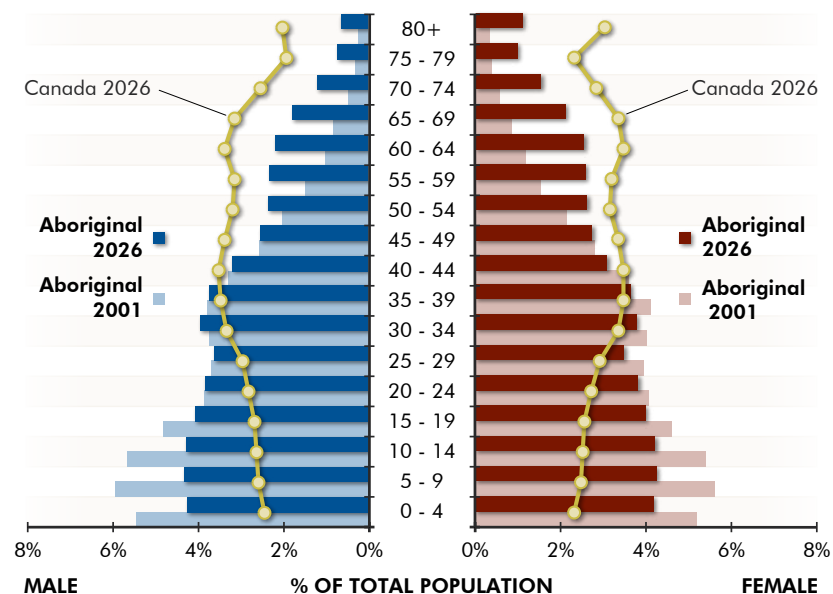 80+
75 - 79
70 - 74
Canada 2026
Canada 2026
65 - 69
60 - 64
55 - 59
50 - 54
Aboriginal
2026
Aboriginal
2026
45 - 49
40 - 44
Aboriginal
2001
Aboriginal
2001
35 - 39
30 - 34
25 - 29
20 - 24
15 - 19
10 - 14
5 - 9
0 - 4
8% 6% 4% 2% 0% 0% 2% 4% 6% 8%
MALE % OF TOTAL POPULATION FEMALE